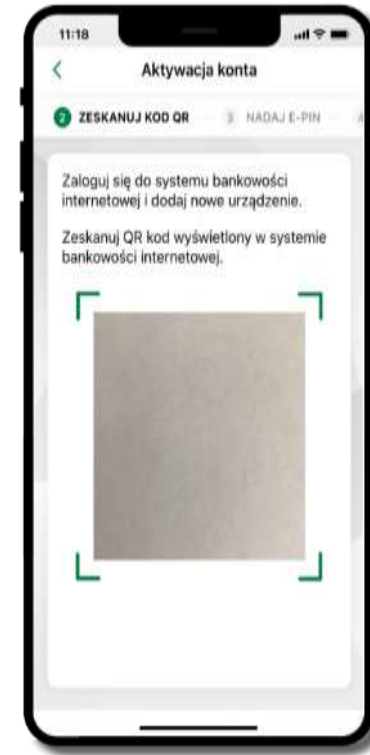 11:18
Aktywacja konta
2 ZESKANUJ KOD QR 3 NADAJ E-PIN
Zaloguj się do systemu bankowości
internetowej i dodaj nowe urządzenie.
Zeskanuj QR kod wyświetlony w systemie
bankowości internetowej.